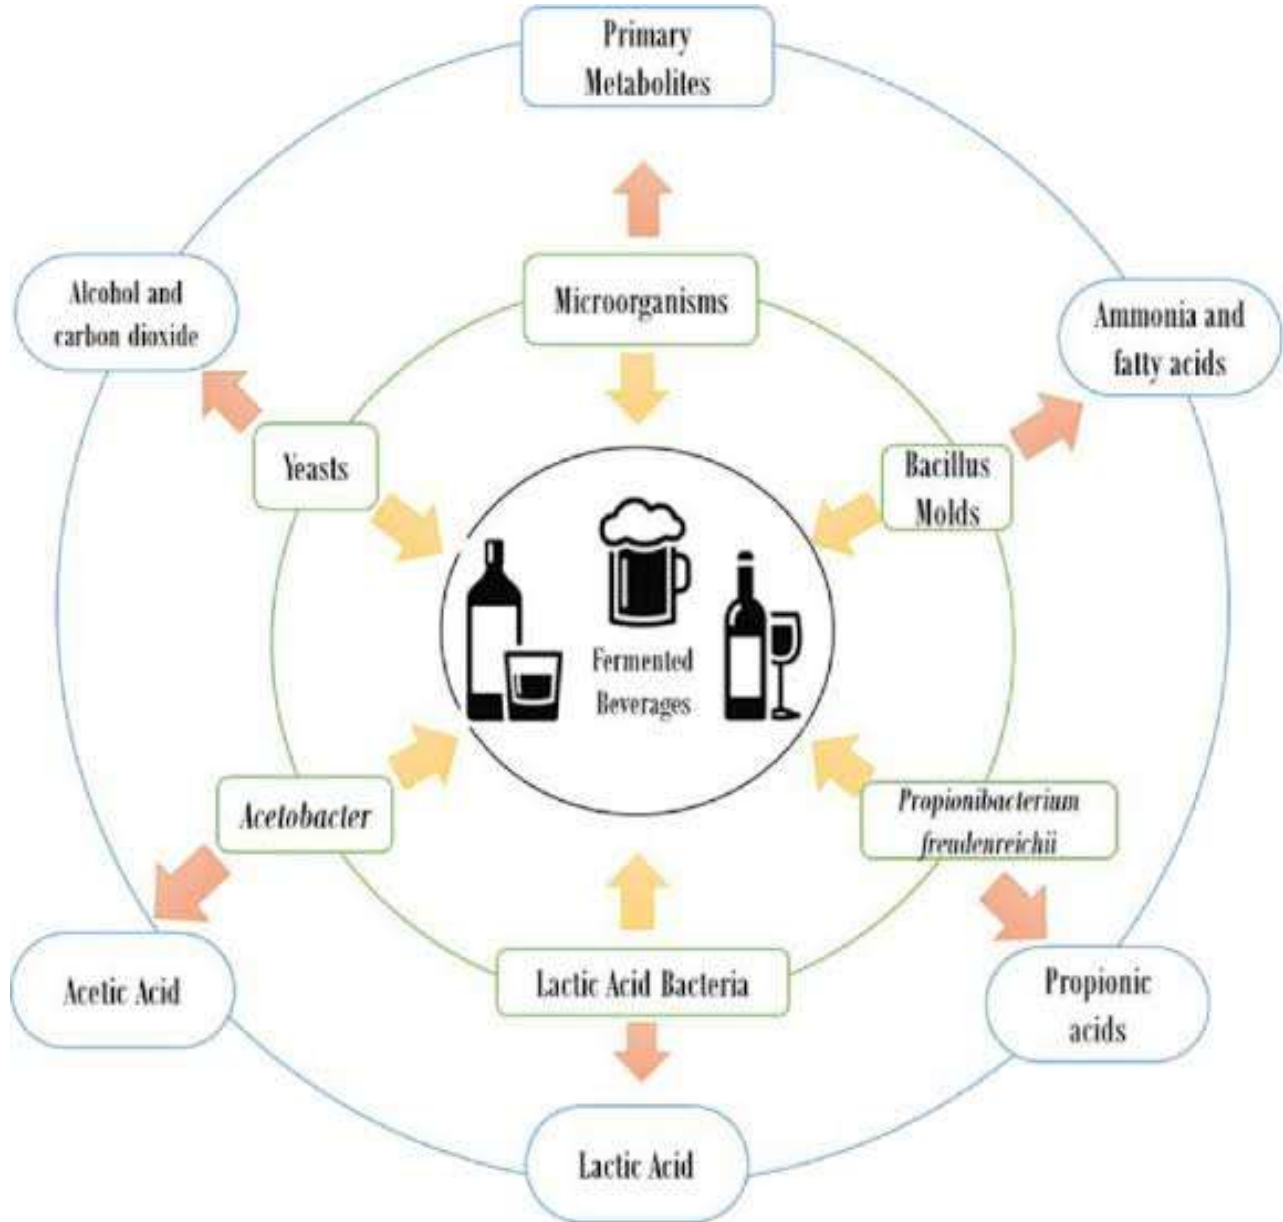 Primary
Metabolites
Microorganisms
Alcohol and
carbon dioxide
Ammonia and
fatty acids
Yeasts
Bacillus
Molds
Fermented
Beverages
Acetobacter
Propionibacterium
freudenreichii
Lactic Acid Bacteria
Acetic Acid
Propionic
acids
Lactic Acid